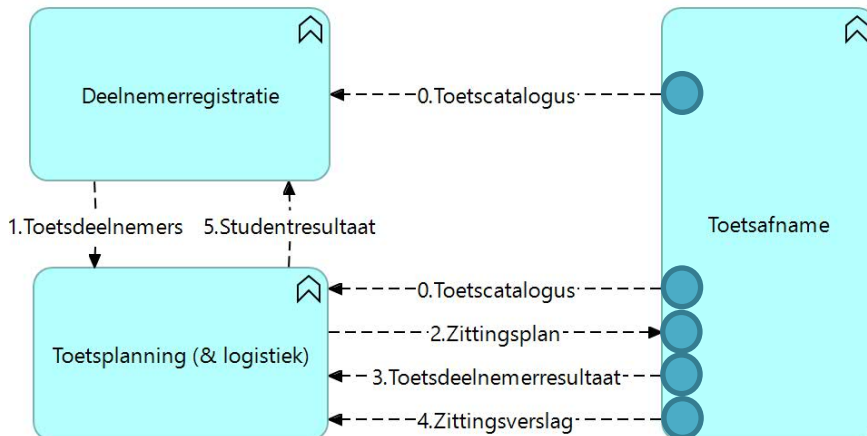 Deelnemerregistratie
0.Toetscatalogus
1.Toetsdeelnemers
5.Studentresultaat
Toetsafname
0.Toetscatalogus
2.Zittingsplan
Toetsplanning (& logistiek)
3.Toetsdeelnemerresultaat
4.Zittingsverslag